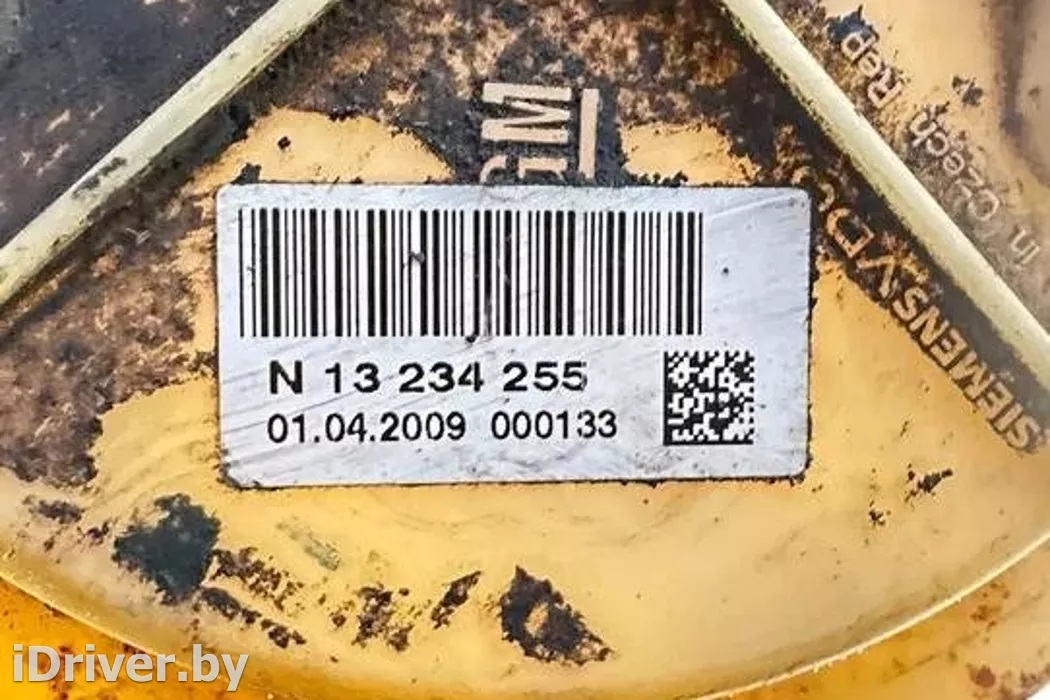 GM
N 13 234 255
01.04.2009 000133
SIEMENS VDO
In Czech Rep
iDriver.by